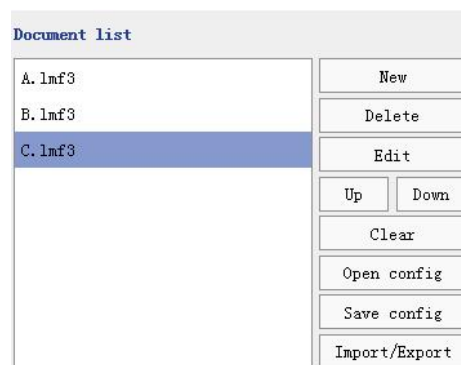 Document list
A.lmf3
B.lmf3
C.lmf3
New
Delete
Edit
Up Down
Clear
Open config
Save config
Import/Export